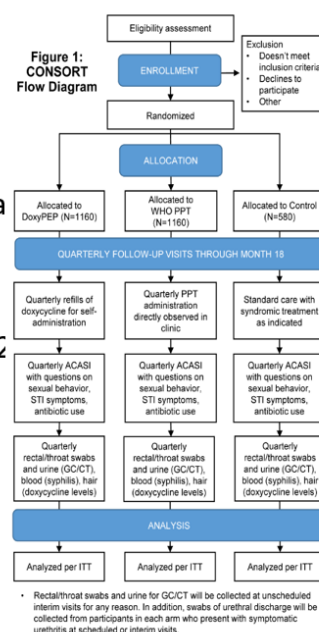 Eligibility assessment
Figure 1:
CONSORT
Flow Diagram
ENROLLMENT
Exclusion
• Doesn't meet
inclusion criteria
• Declines to
participate
• Other
Randomized
ALLOCATION
a
Allocated to
DoxyPEP (N=1160)
Allocated to
WHO PPT
(N=1160)
Allocated to Control
(N=580)
QUARTERLY FOLLOW-UP VISITS THROUGH MONTH 18
Quarterly refills of
doxycycline for self-
administration
Quarterly PPT
administration
directly observed in
clinic
Standard care with
syndromic treatment
as indicated
2
Quarterly ACASI
with questions on
sexual behavior,
STI symptoms,
antibiotic use
Quarterly ACASI
with questions on
sexual behavior,
STI symptoms,
antibiotic use
Quarterly ACASI
with questions on
sexual behavior,
STI symptoms,
antibiotic use
Quarterly
rectal/throat swabs
and urine (GC/CT),
blood (syphilis), hair
(doxycycline levels)
Quarterly
rectal/throat swabs
and urine (GC/CT),
blood (syphilis), hair
(doxycycline levels)
Quarterly
rectal/throat swabs
and urine (GC/CT),
blood (syphilis), hair
(doxycycline levels)
ANALYSIS
Analyzed per ITT
Analyzed per ITT
Analyzed per ITT
• Rectal/throat swabs and urine for GC/CT will be collected at unscheduled
interim visits for any reason. In addition, swabs of urethral discharge will be
collected from participants in each arm who present with symptomatic
urethritis at scheduled or interim visits.